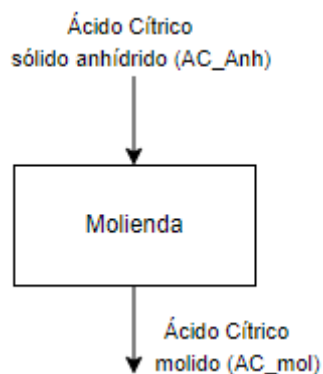 Ácido Cítrico
sólido anhídrido (AC_Anh)
Molienda
Ácido Cítrico
molido (AC_mol)